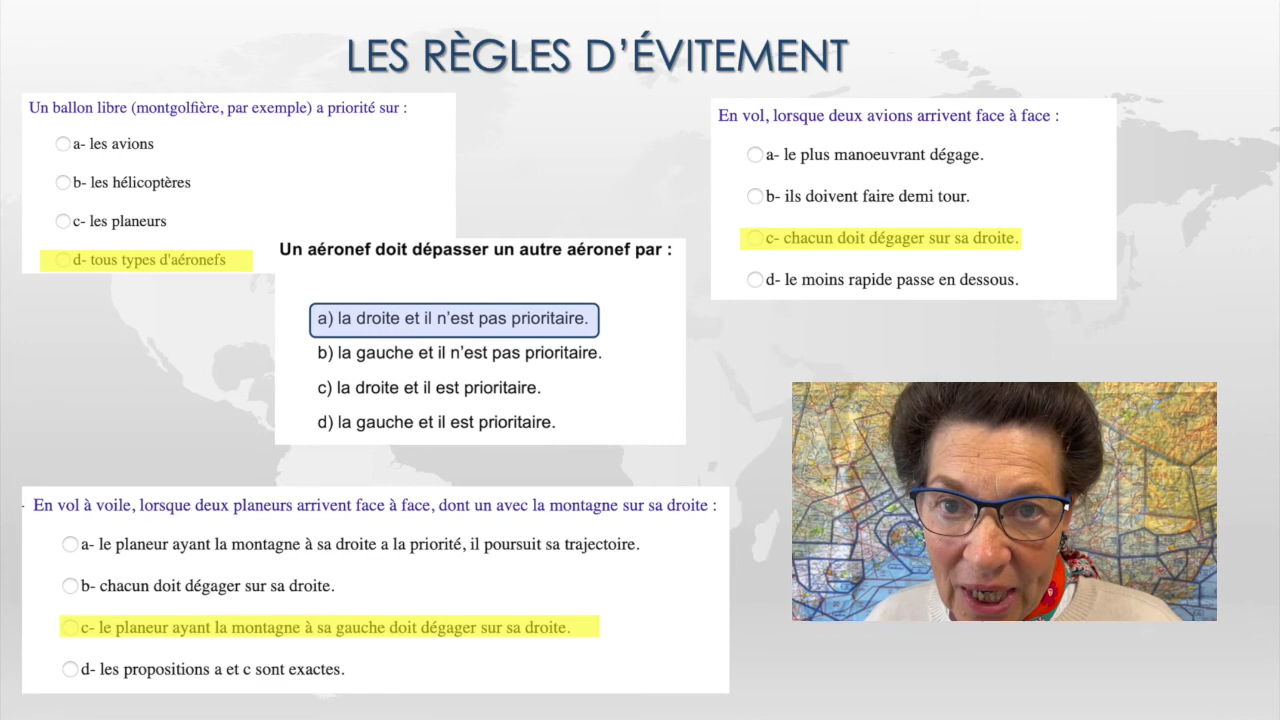 LES RÈGLES D'ÉVITEMENT
Un ballon libre (montgolfière, par exemple) a priorité sur :
a- les avions
b- les hélicoptères
c- les planeurs
d- tous types d'aéronefs
En vol, lorsque deux avions arrivent face à face :
a- le plus manoeuvrant dégage.
b- ils doivent faire demi tour.
c- chacun doit dégager sur sa droite.
d- le moins rapide passe en dessous.
Un aéronef doit dépasser un autre aéronef par :
a) la droite et il n'est pas prioritaire.
b) la gauche et il n'est pas prioritaire.
c) la droite et il est prioritaire.
d) la gauche et il est prioritaire.
En vol à voile, lorsque deux planeurs arrivent face à face, dont un avec la montagne sur sa droite :
a- le planeur ayant la montagne à sa droite a la priorité, il poursuit sa trajectoire.
b- chacun doit dégager sur sa droite.
c- le planeur ayant la montagne à sa gauche doit dégager sur sa droite.
d- les propositions a et c sont exactes.